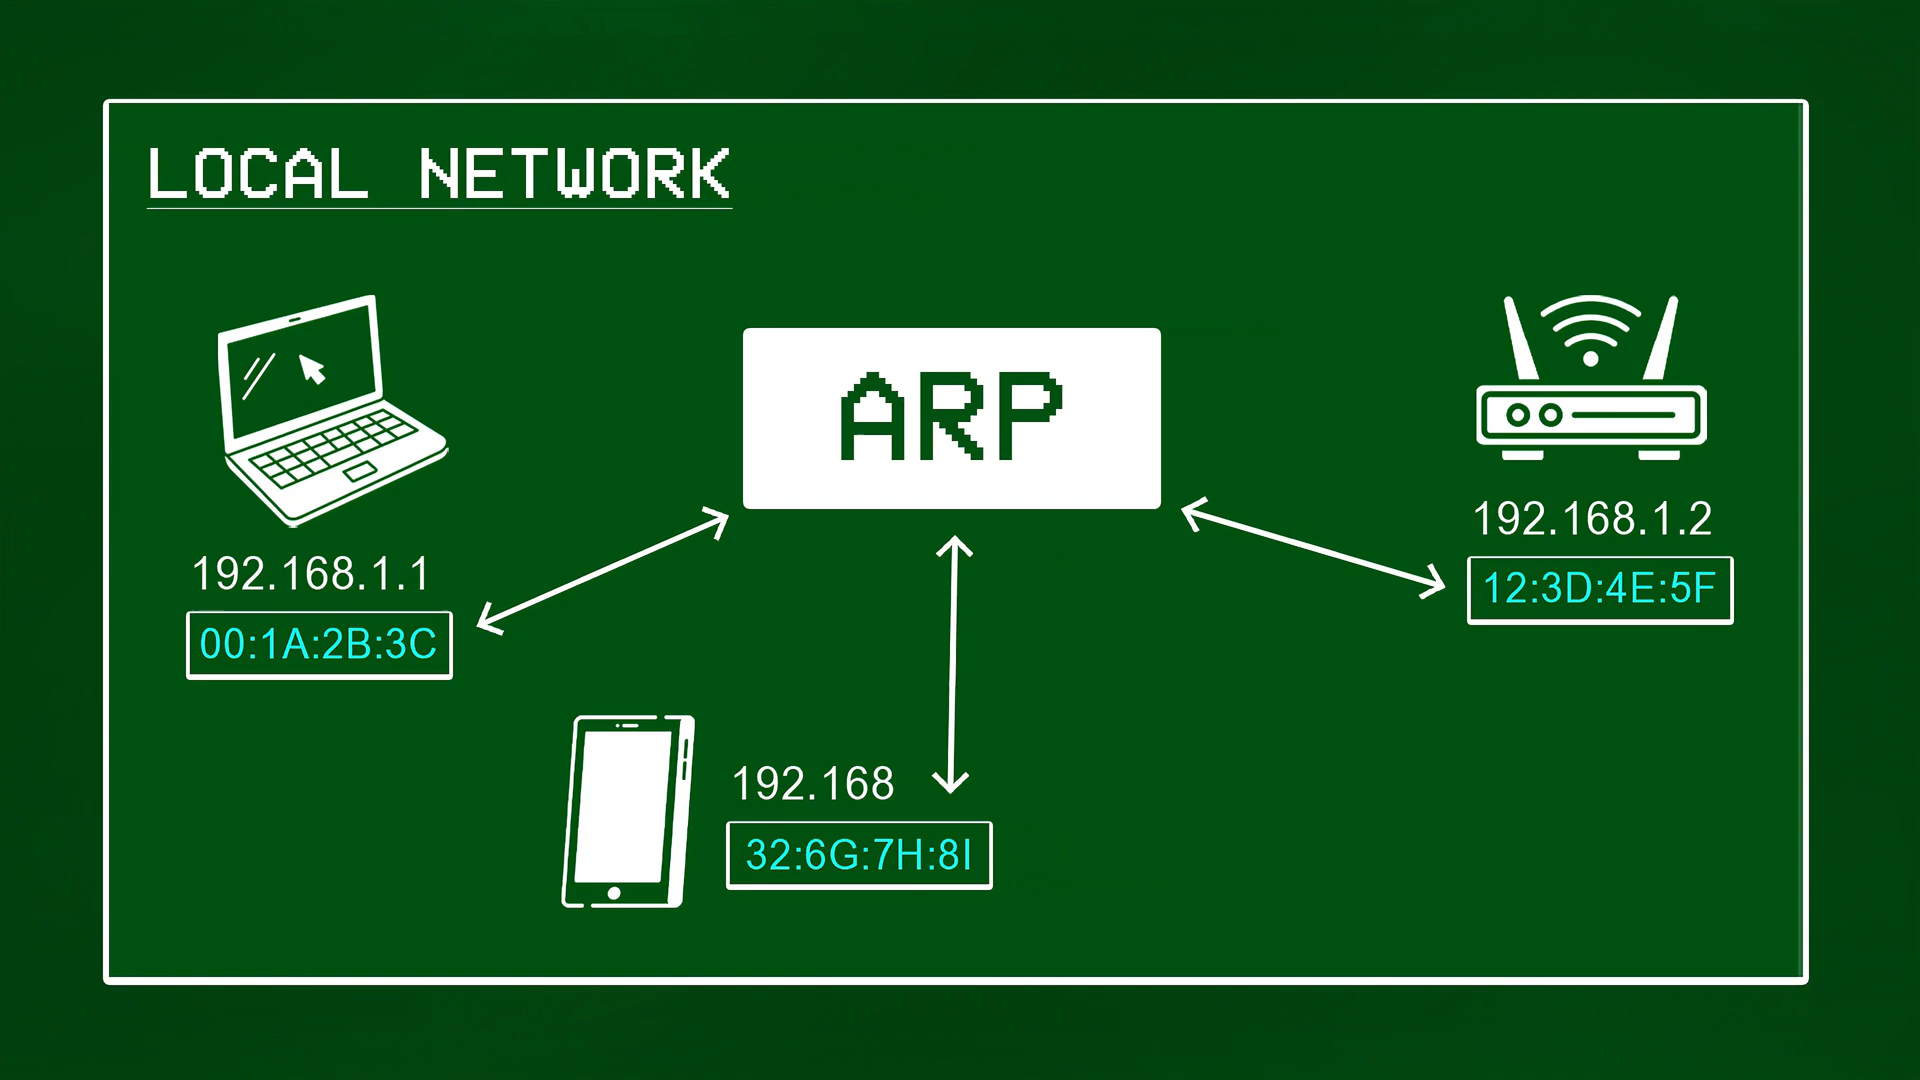 LOCAL NETWORK
ARP
192.168.1.1
00:1A:2B:3C
192.168.1.2
12:3D:4E:5F
192.168
32:6G:7H:8I